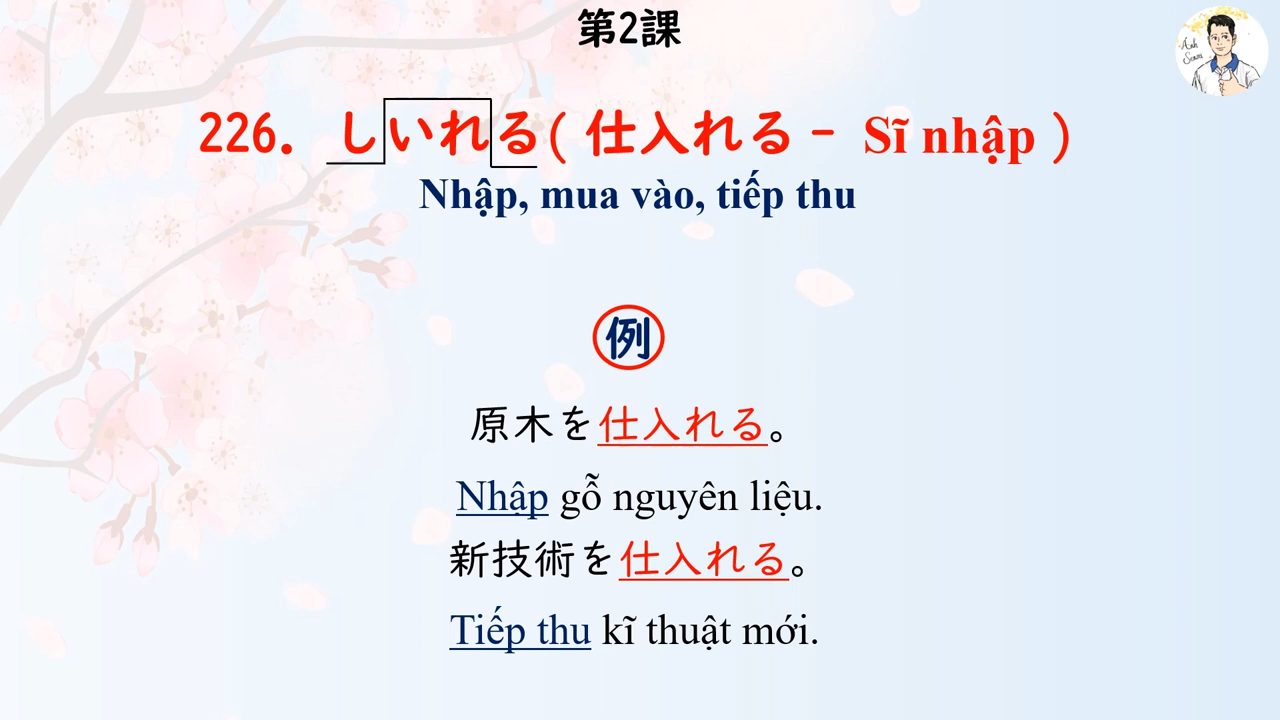 第2課
Anh
Sensei
226. しいれる( 仕入れる - Sĩ nhập )
Nhập, mua vào, tiếp thu
例
原木を仕入れる。
Nhập gỗ nguyên liệu.
新技術を仕入れる。
Tiếp thu kĩ thuật mới.